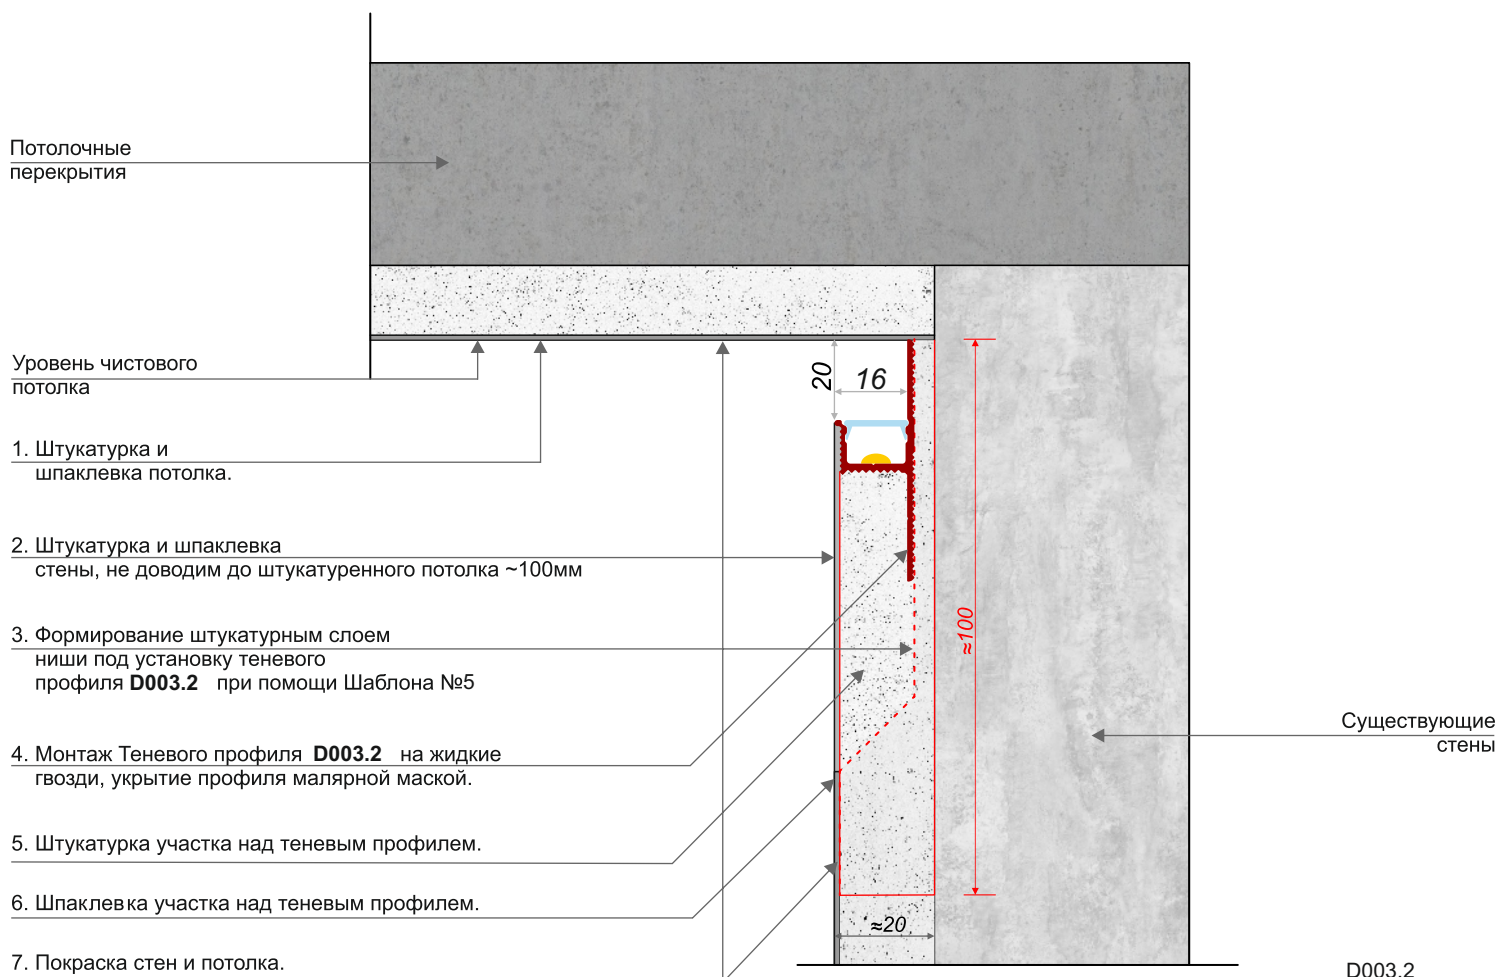 Потолочные
перекрытия
Уровень чистового
потолка
20
16
1. Штукатурка и
шпаклевка потолка.
2. Штукатурка и шпаклевка
стены, не доводим до штукатуренного потолка ~100мм
3. Формирование штукатурным слоем
ниши под установку теневого
профиля D003.2 при помощи Шаблона №5
≈100
4. Монтаж Теневого профиля D003.2 на жидкие
гвозди, укрытие профиля малярной маской.
Существующие
стены
5. Штукатурка участка над теневым профилем.
6. Шпаклевка участка над теневым профилем.
≈20
7. Покраска стен и потолка.
D003.2